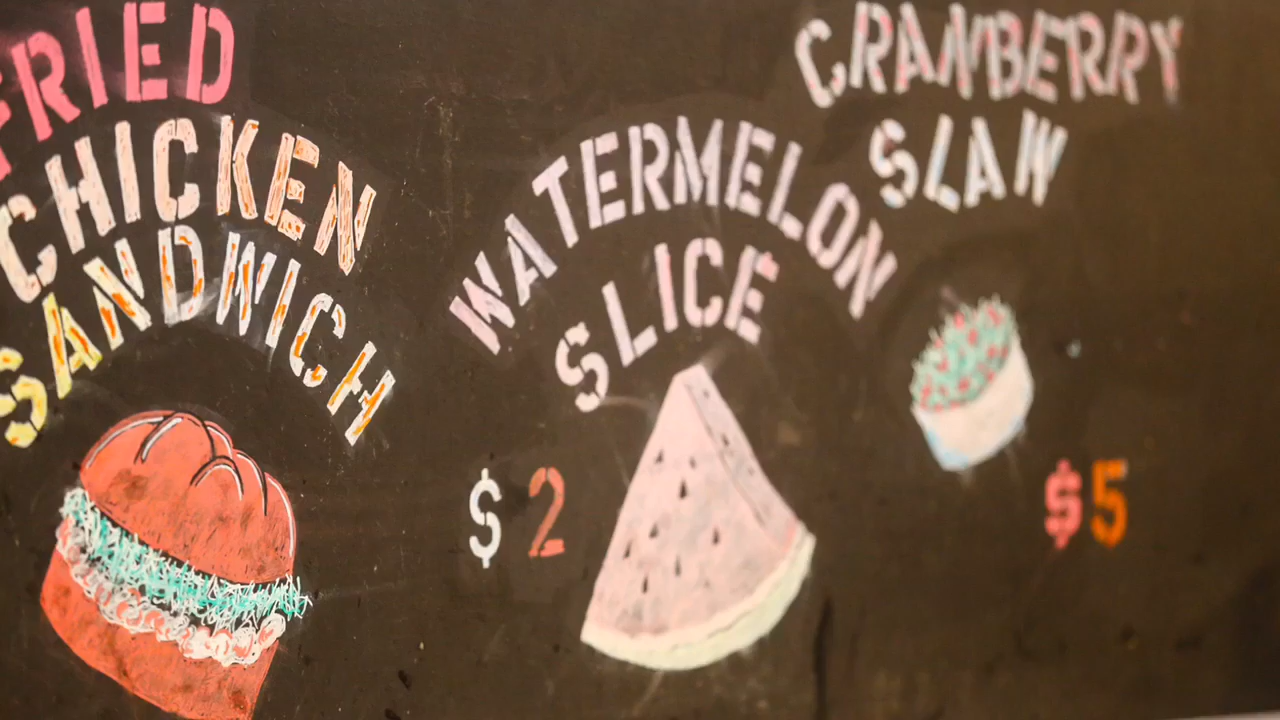 FRIED
CHICKEN
SANDWICH
WATERMELON
SLICE
$2
CRANBERRY
SLAW
$5